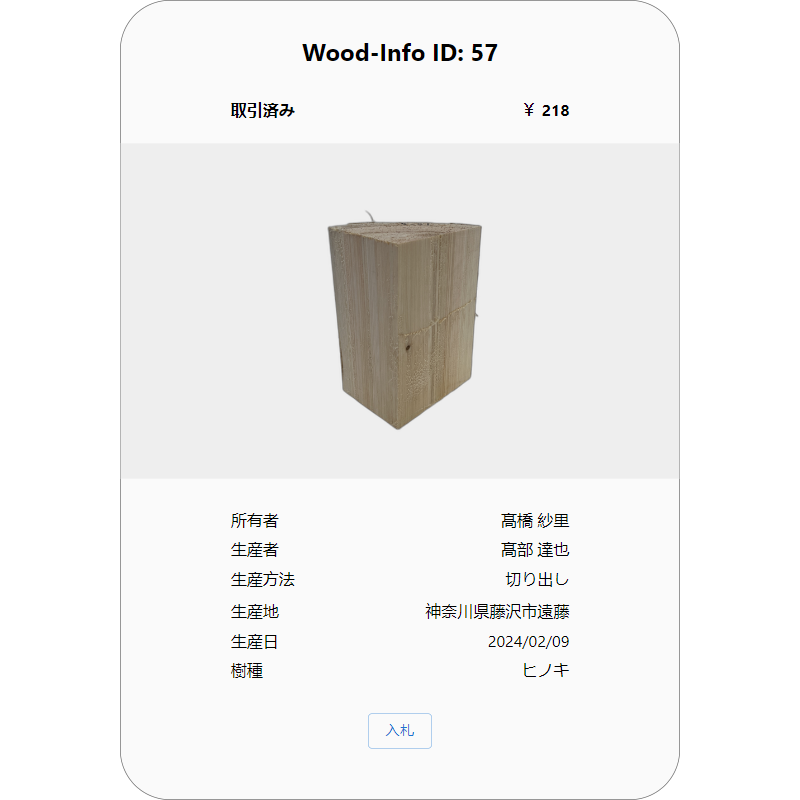 Wood-Info ID: 57
取引済み ¥ 218
所有者 髙橋 紗里
生産者 髙部 達也
生産方法 切り出し
生産地 神奈川県藤沢市遠藤
生産日 2024/02/09
樹種 ヒノキ
入札